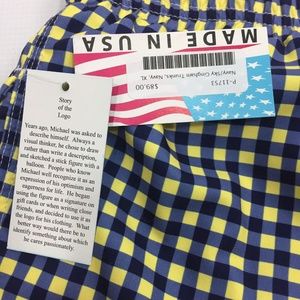 MADE IN USA
P-31753
Navy/Sky Gingham Trunks, Navy, XL
$89.00
Story
of the
Logo
Years ago, Michael was asked to
describe himself. Always a
visual thinker, he chose to draw
rather than write a description,
and sketched a stick figure with a
balloon. People who know
Michael well recognize it as an
expression of his optimism and
eagerness for life. He began
using the figure as a signature on
gift cards or when writing close
friends, and decided to use it as
the logo for his company. What
better way would there be to
identify something about which
he cares passionately.